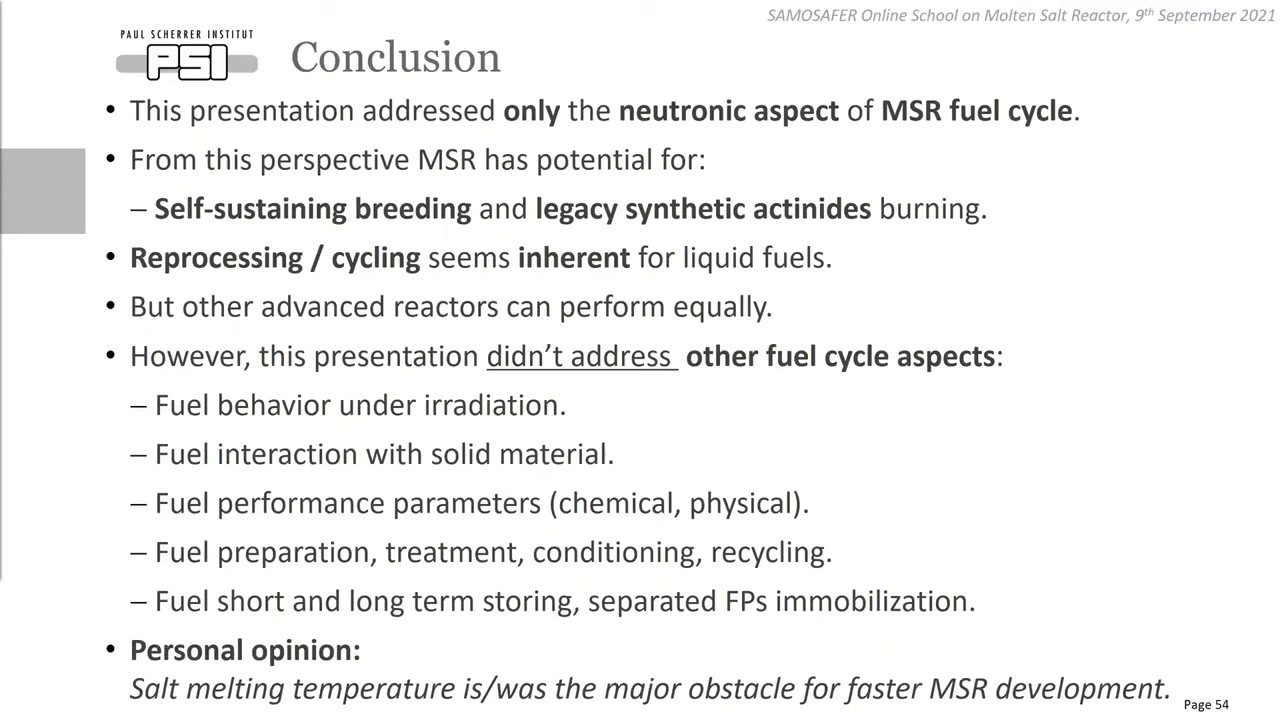 SAMOSAFER Online School on Molten Salt Reactor, 9th September 2021
PAUL SCHERRER INSTITUT
PSI
Conclusion
• This presentation addressed only the neutronic aspect of MSR fuel cycle.
• From this perspective MSR has potential for:
– Self-sustaining breeding and legacy synthetic actinides burning.
• Reprocessing / cycling seems inherent for liquid fuels.
• But other advanced reactors can perform equally.
• However, this presentation didn't address other fuel cycle aspects:
– Fuel behavior under irradiation.
– Fuel interaction with solid material.
– Fuel performance parameters (chemical, physical).
– Fuel preparation, treatment, conditioning, recycling.
– Fuel short and long term storing, separated FPs immobilization.
• Personal opinion:
Salt melting temperature is/was the major obstacle for faster MSR development.
Page 54